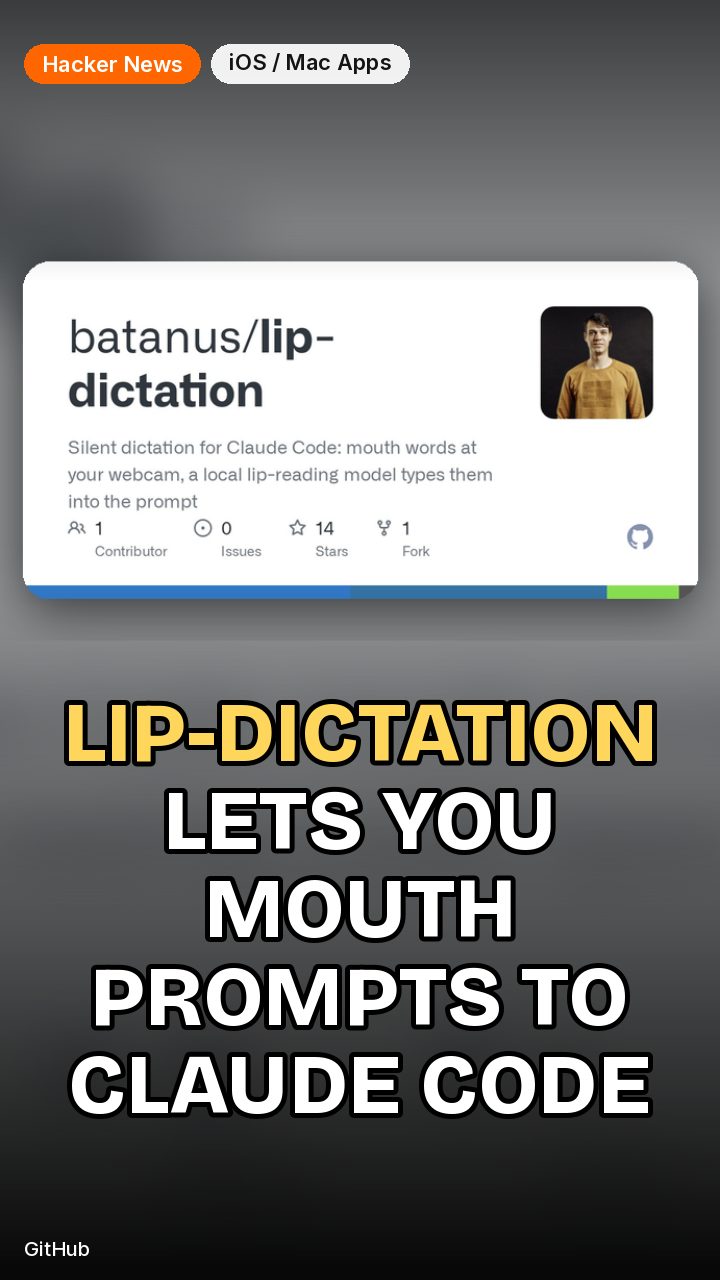 Hacker News
iOS / Mac Apps
batanus/lip-
dictation
Silent dictation for Claude Code: mouth words at
your webcam, a local lip-reading model types them
into the prompt
1
Contributor
0
Issues
14
Stars
1
Fork
LIP-DICTATION
LETS YOU
MOUTH
PROMPTS TO
CLAUDE CODE
GitHub